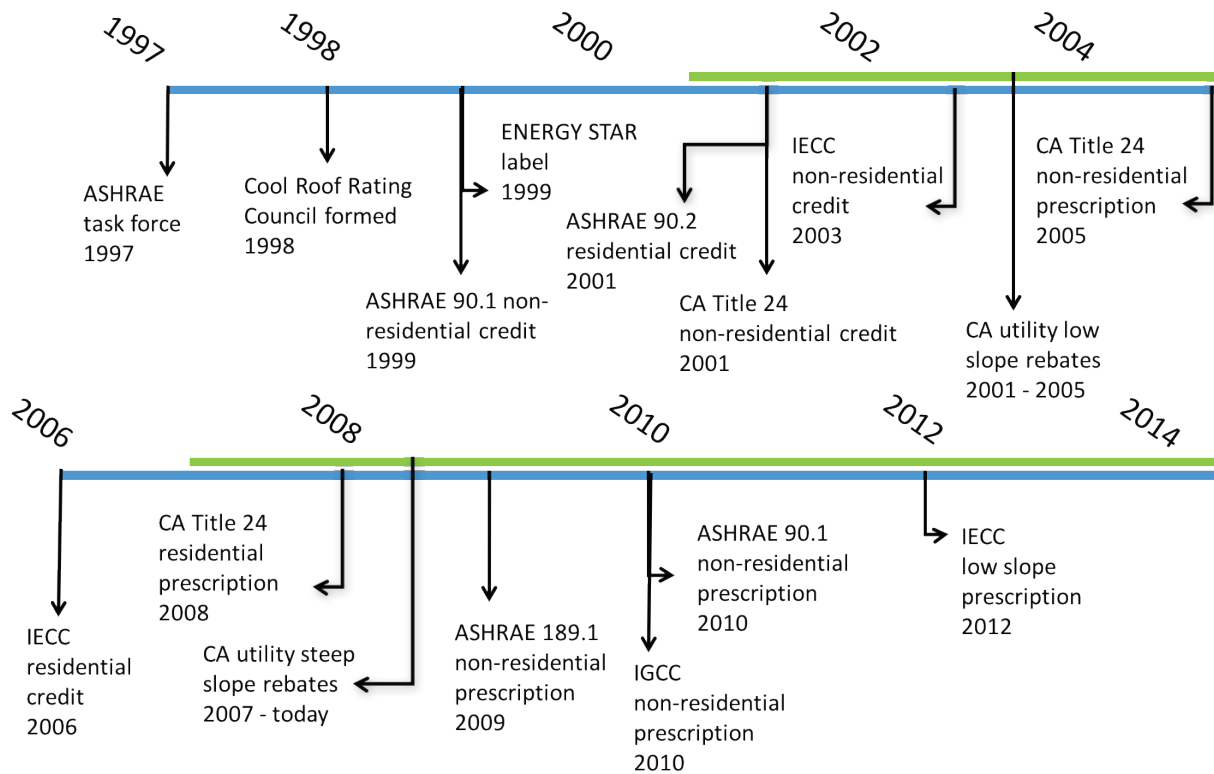 1997
1998
2000
2002
2004
ASHRAE
task force
1997
Cool Roof Rating
Council formed
1998
ENERGY STAR
label
1999
ASHRAE 90.1 non-
residential credit
1999
ASHRAE 90.2
residential credit
2001
CA Title 24
non-residential credit
2001
IECC
non-residential
credit
2003
CA utility low
slope rebates
2001 - 2005
CA Title 24
non-residential
prescription
2005
2006
2008
2010
2012
2014
IECC
residential
credit
2006
CA Title 24
residential
prescription
2008
CA utility steep
slope rebates
2007 - today
ASHRAE 189.1
non-residential
prescription
2009
ASHRAE 90.1
non-residential
prescription
2010
IGCC
non-residential
prescription
2010
IECC
low slope
prescription
2012